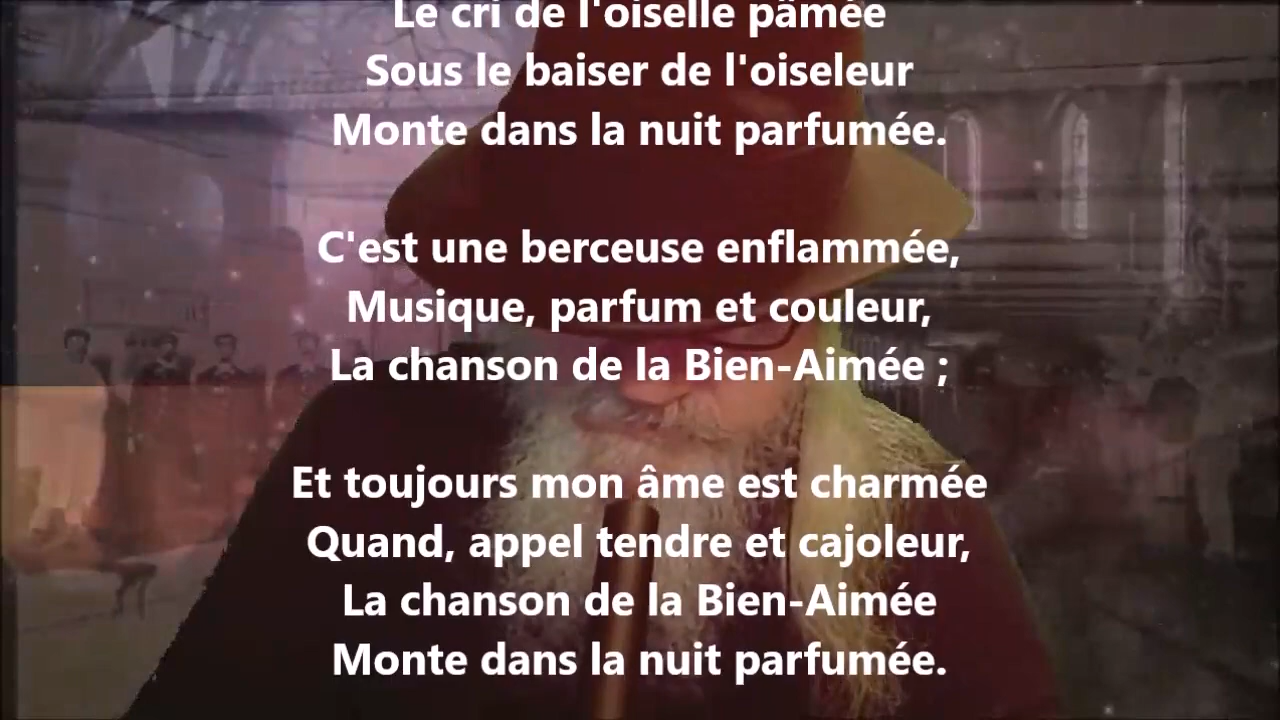 Le cri de l'oiselle pâmée
Sous le baiser de l'oiseleur
Monte dans la nuit parfumée.
C'est une berceuse enflammée,
Musique, parfum et couleur,
La chanson de la Bien-Aimée ;
Et toujours mon âme est charmée
Quand, appel tendre et cajoleur,
La chanson de la Bien-Aimée
Monte dans la nuit parfumée.